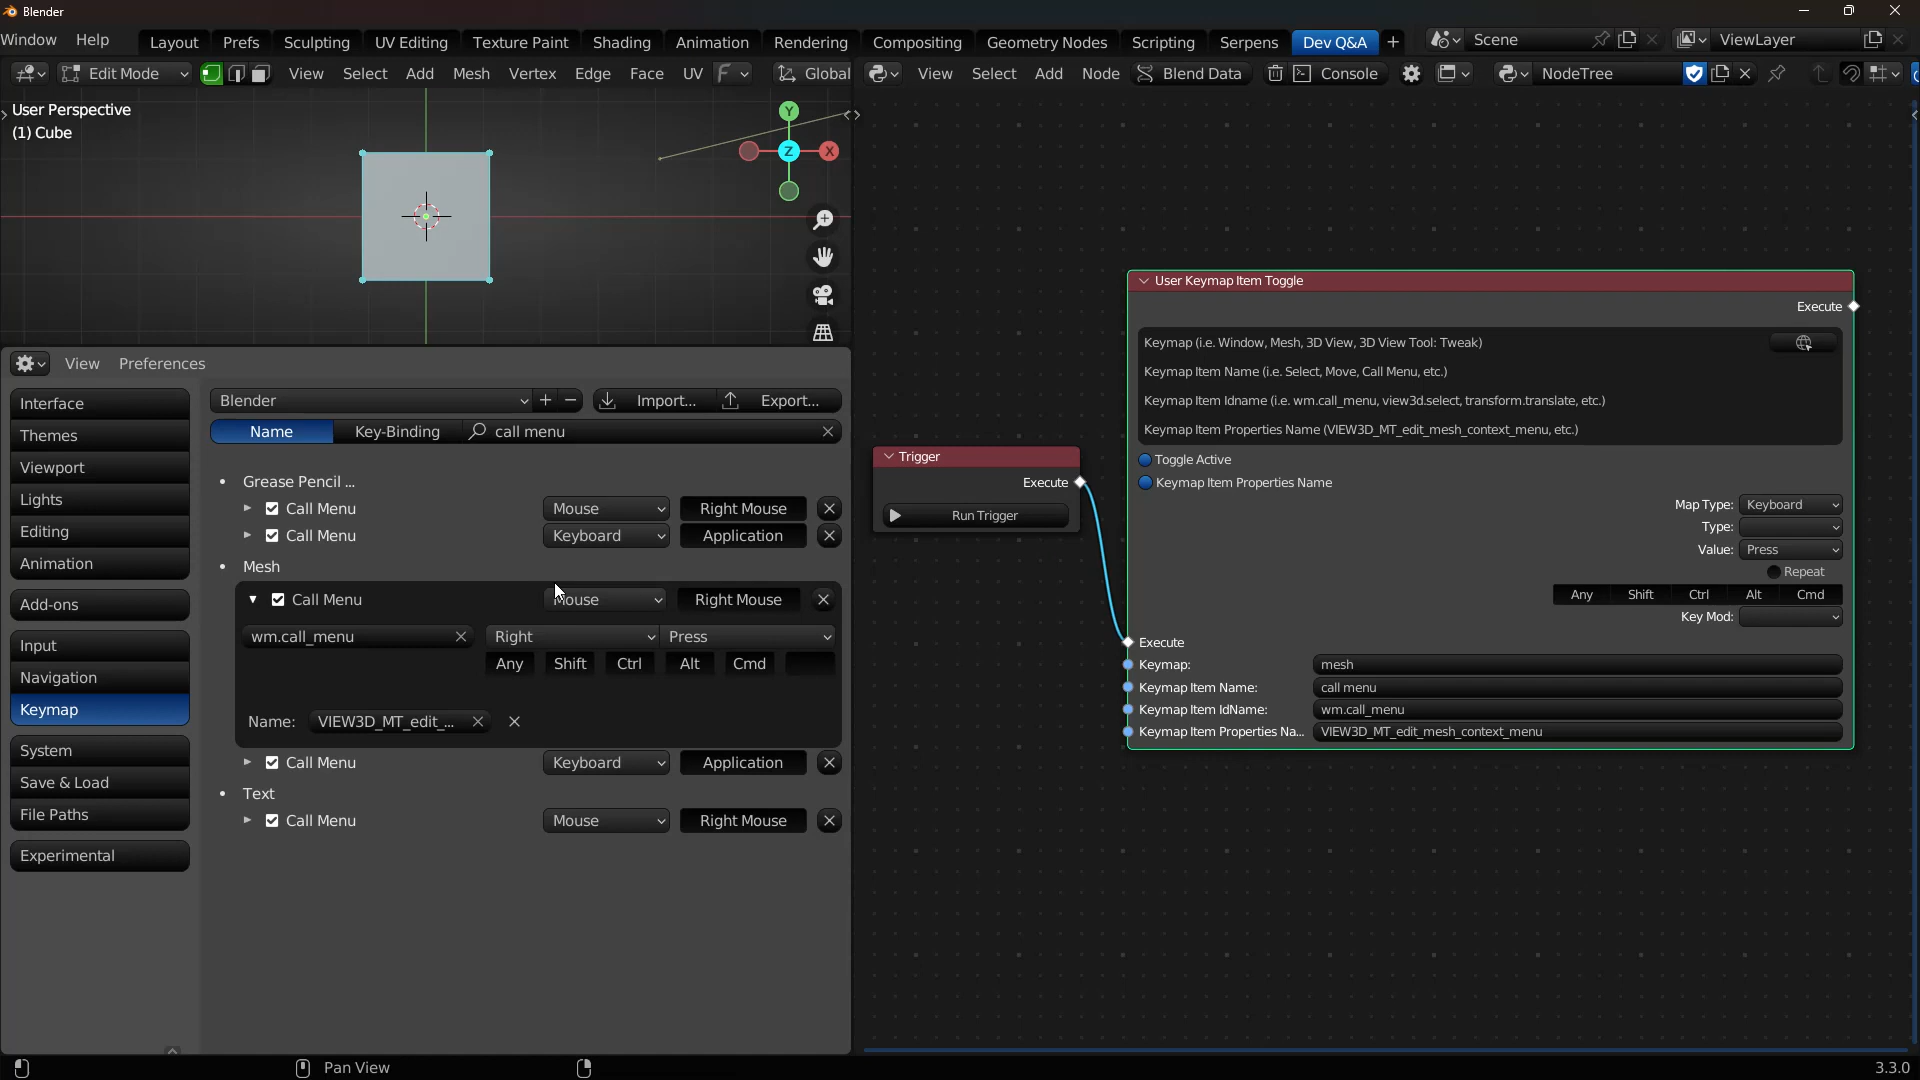 Blender
Window Help Layout Prefs Sculpting UV Editing Texture Paint Shading Animation Rendering Compositing Geometry Nodes Scripting Serpens Dev Q&A + Scene ViewLayer
Edit Mode View Select Add Mesh Vertex Edge Face UV Global
View Select Add Node Blend Data Console NodeTree
User Perspective
(1) Cube
Y
X
Z
View Preferences
Interface
Themes
Viewport
Lights
Editing
Animation
Add-ons
Input
Navigation
Keymap
System
Save & Load
File Paths
Experimental
Blender Import... Export...
Name Key-Binding call menu
Grease Pencil ...
Call Menu Mouse Right Mouse
Call Menu Keyboard Application
Mesh
Call Menu Mouse Right Mouse
wm.call_menu Right Press
Any Shift Ctrl Alt Cmd
Name: VIEW3D_MT_edit_...
Call Menu Keyboard Application
Text
Call Menu Mouse Right Mouse
Trigger
Execute
Run Trigger
User Keymap Item Toggle
Execute
Keymap (i.e. Window, Mesh, 3D View, 3D View Tool: Tweak)
Keymap Item Name (i.e. Select, Move, Call Menu, etc.)
Keymap Item Idname (i.e. wm.call_menu, view3d.select, transform.translate, etc.)
Keymap Item Properties Name (VIEW3D_MT_edit_mesh_context_menu, etc.)
Toggle Active
Keymap Item Properties Name
Map Type: Keyboard
Type:
Value: Press
Repeat
Any Shift Ctrl Alt Cmd
Key Mod:
Execute
Keymap: mesh
Keymap Item Name: call menu
Keymap Item IdName: wm.call_menu
Keymap Item Properties Na... VIEW3D_MT_edit_mesh_context_menu
Pan View
3.3.0